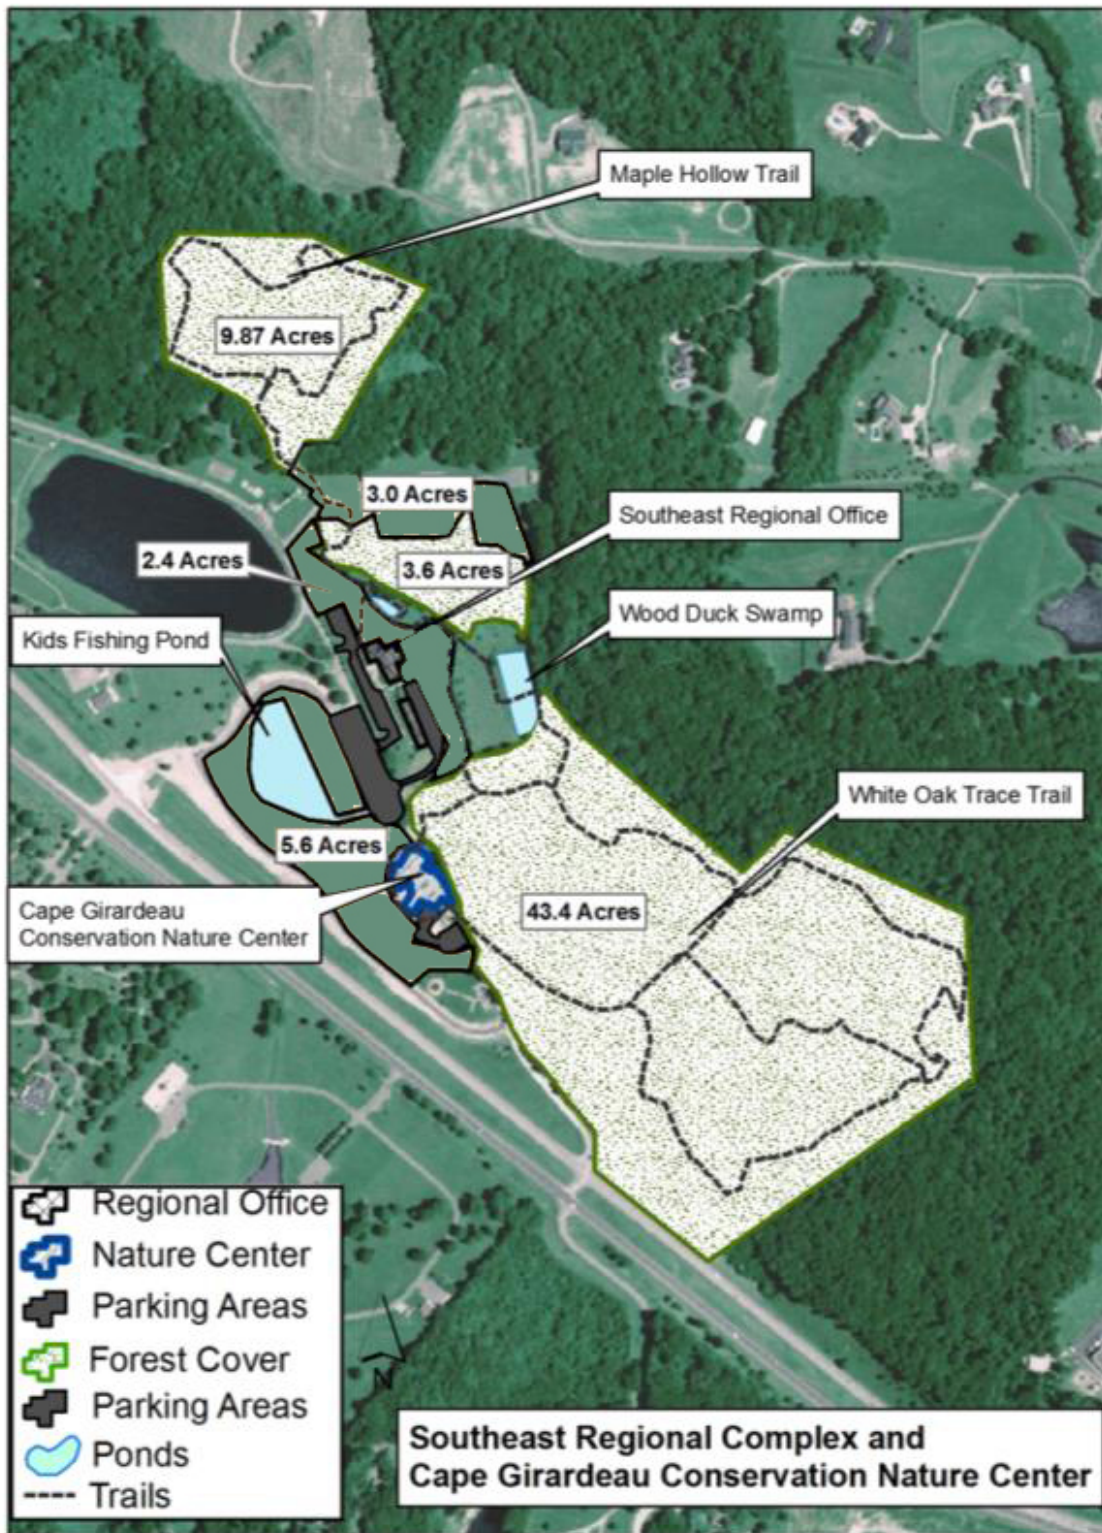 Maple Hollow Trail
9.87 Acres
3.0 Acres
Southeast Regional Office
2.4 Acres
3.6 Acres
Wood Duck Swamp
Kids Fishing Pond
White Oak Trace Trail
5.6 Acres
43.4 Acres
Cape Girardeau
Conservation Nature Center
Regional Office
Nature Center
Parking Areas
Forest Cover
Parking Areas
Ponds
Trails
N
Southeast Regional Complex and
Cape Girardeau Conservation Nature Center